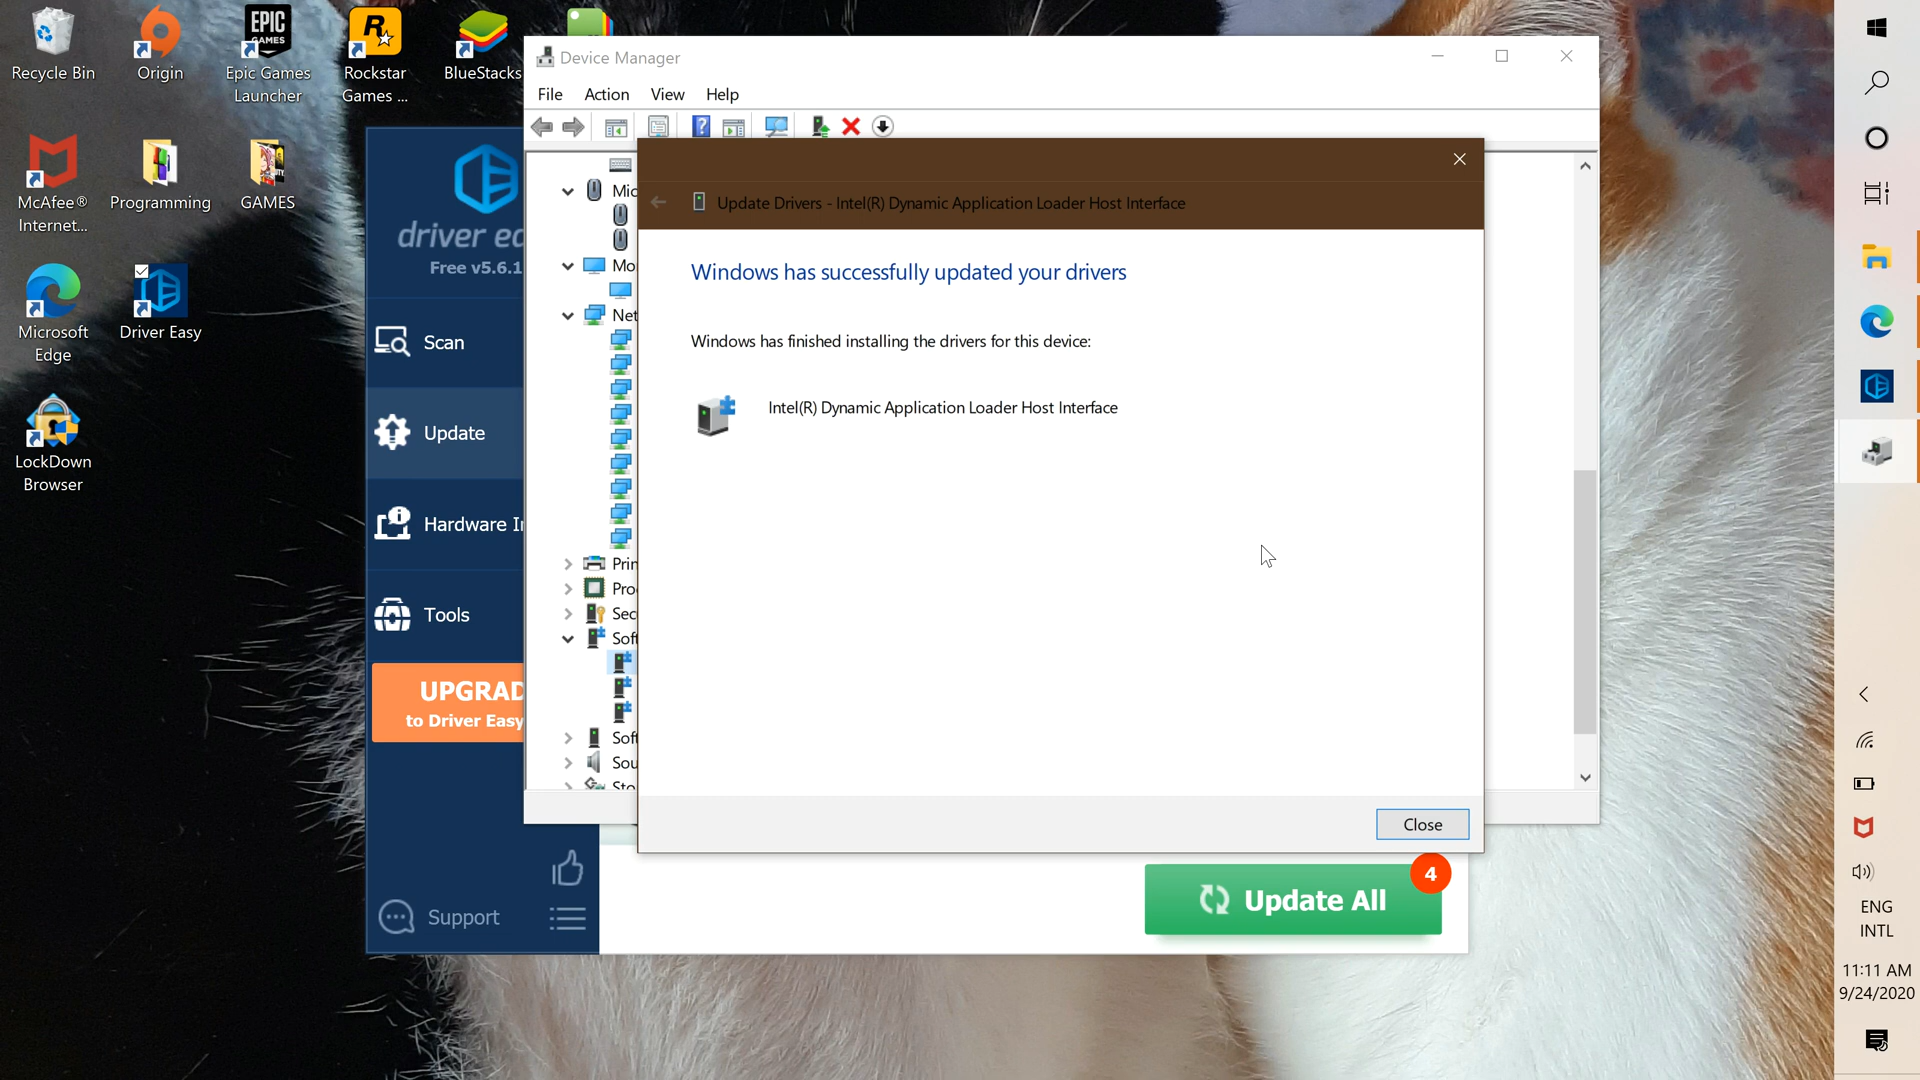 Recycle Bin
Origin
EPIC
GAMES
Epic Games
Launcher
Rockstar
Games ...
BlueStacks
McAfee®
Internet...
Programming
GAMES
Microsoft
Edge
Driver Easy
LockDown
Browser
Free v5.6.1
Scan
Update
Hardware
Tools
to Driver Easy
Support
Device Manager
File
Action
View
Help
Update Drivers - Intel(R) Dynamic Application Loader Host Interface
Windows has successfully updated your drivers
Windows has finished installing the drivers for this device:
Intel(R) Dynamic Application Loader Host Interface
Close
4
Update All
ENG
INTL
11:11 AM
9/24/2020